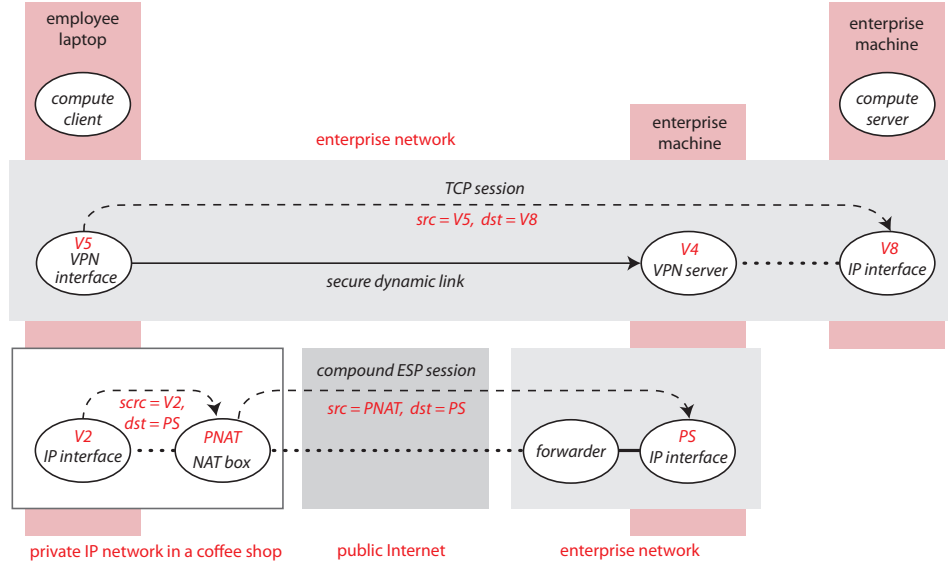 employee
laptop
enterprise
machine
compute
client
compute
server
enterprise network
enterprise
machine
TCP session
src = V5, dst = V8
V5
VPN
interface
V4
VPN server
V8
IP interface
secure dynamic link
compound ESP session
scrc = V2,
dst = PS
src = PNAT, dst = PS
V2
IP interface
PNAT
NAT box
forwarder
PS
IP interface
private IP network in a coffee shop
public Internet
enterprise network